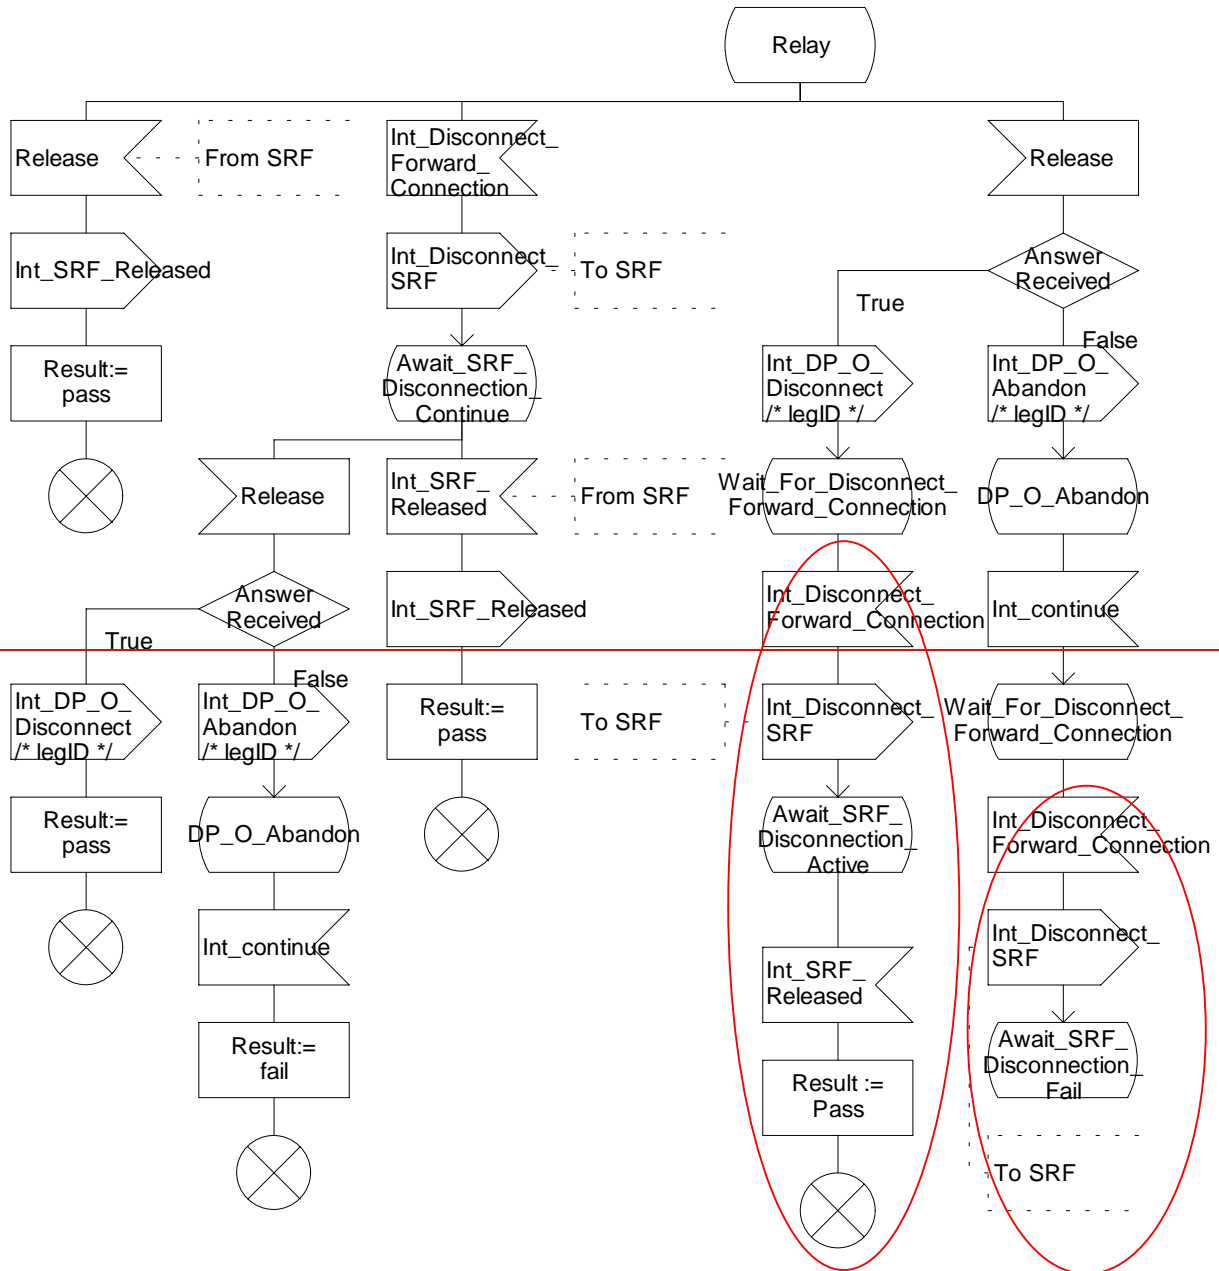 Relay
Release
From SRF
Int_Disconnect_
Forward_
Connection
Release
Int_SRF_Released
Int_Disconnect_
SRF
To SRF
Answer
Received
True
False
Result:=
pass
Await_SRF_
Disconnection_
Continue
Int_DP_O_
Disconnect
/* legID */
Int_DP_O_
Abandon
/* legID */
Release
Int_SRF_
Released
From SRF
Wait_For_Disconnect_
Forward_Connection
DP_O_Abandon
Answer
Received
True
False
Int_SRF_Released
Int_Disconnect_
Forward_Connection
Int_continue
Int_DP_O_
Disconnect
/* legID */
Int_DP_O_
Abandon
/* legID */
Result:=
pass
To SRF
Int_Disconnect_
SRF
Wait_For_Disconnect_
Forward_Connection
Result:=
pass
DP_O_Abandon
Await_SRF_
Disconnection_
Active
Int_Disconnect_
Forward_Connection
Int_continue
Int_SRF_
Released
Int_Disconnect_
SRF
Result:=
fail
Result :=
Pass
Await_SRF_
Disconnection_
Fail
To SRF